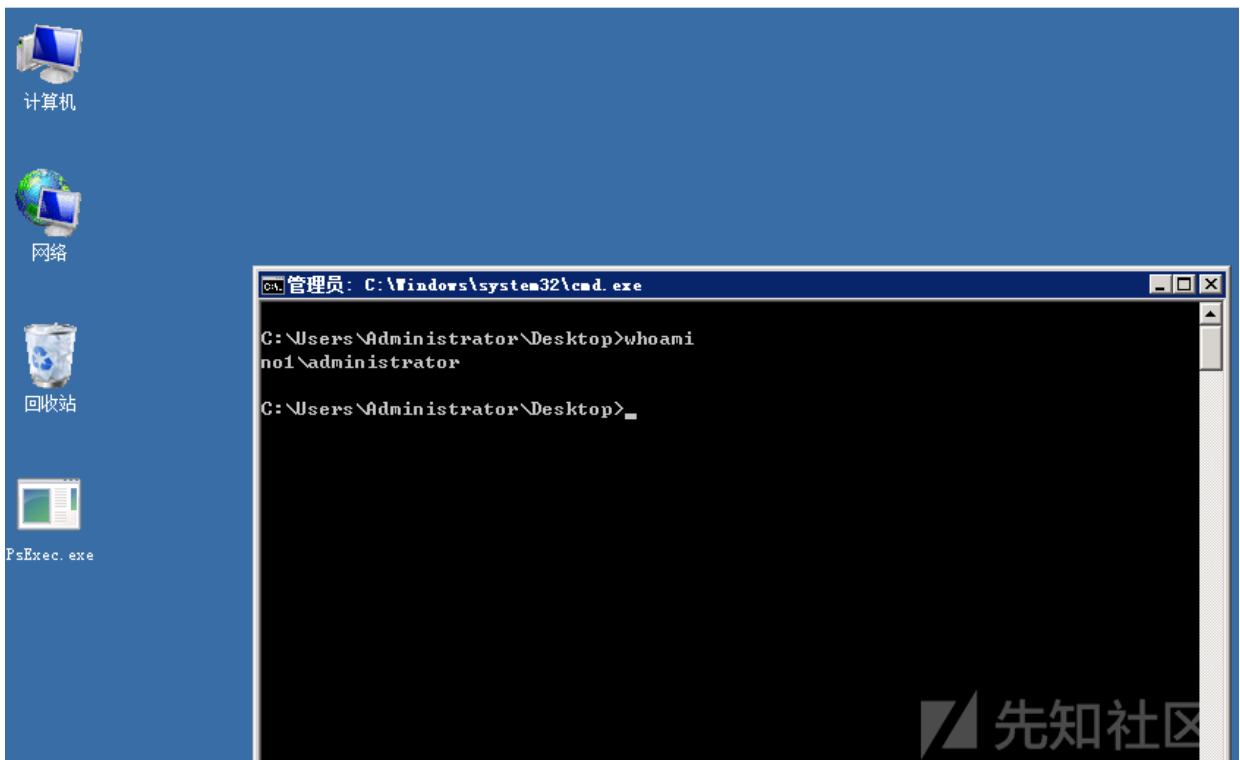 计算机
网络
回收站
PsExec.exe
管理员: C:\Windows\system32\cmd.exe
C:\Users\Administrator\Desktop>whoami
no1\administrator
C:\Users\Administrator\Desktop>_
先知社区